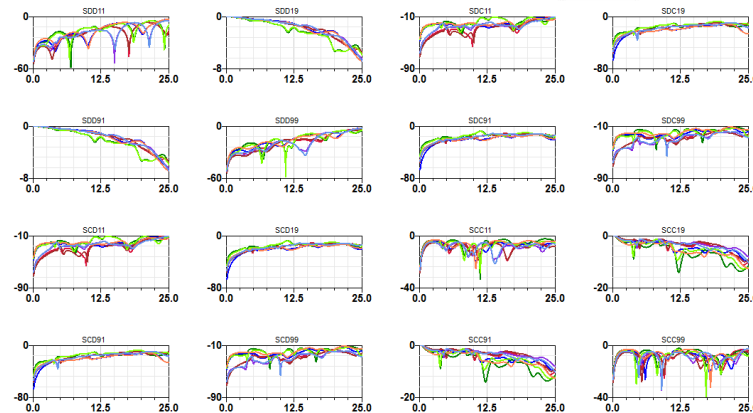 SDD11 SDD19 SDC11 SDC19
0 0 -10 0
-60 -8 -90 -80
0.0 12.5 25.0 0.0 12.5 25.0 0.0 12.5 25.0 0.0 12.5 25.0
SDD91 SDD99 SDC91 SDC99
0 0 0 -10
-8 -60 -80 -90
0.0 12.5 25.0 0.0 12.5 25.0 0.0 12.5 25.0 0.0 12.5 25.0
SCD11 SCD19 SCC11 SCC19
-10 0 0 0
-90 -80 -40 -20
0.0 12.5 25.0 0.0 12.5 25.0 0.0 12.5 25.0 0.0 12.5 25.0
SCD91 SCD99 SCC91 SCC99
0 -10 0 0
-80 -90 -20 -40
0.0 12.5 25.0 0.0 12.5 25.0 0.0 12.5 25.0 0.0 12.5 25.0